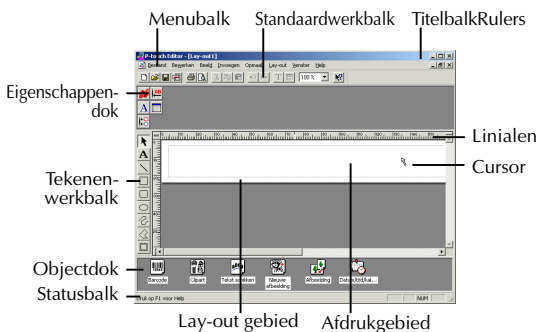 Menubalk Standaardwerkbalk TitelbalkRulers
P-touch Editor - [Lay-out1]
Bestand Bewerken Beeld Invoegen Opmaak Lay-out Venster Help
100 %
Eigenschappen-
dok
Linialen
Cursor
Tekenen-
werkbalk
Objectdok
Barcode Clipart Tekst schikken Nieuwe afbeelding Afbeelding Datum/tijd/kal...
Statusbalk
Druk op F1 voor Help NUM
Lay-out gebied Afdrukgebied